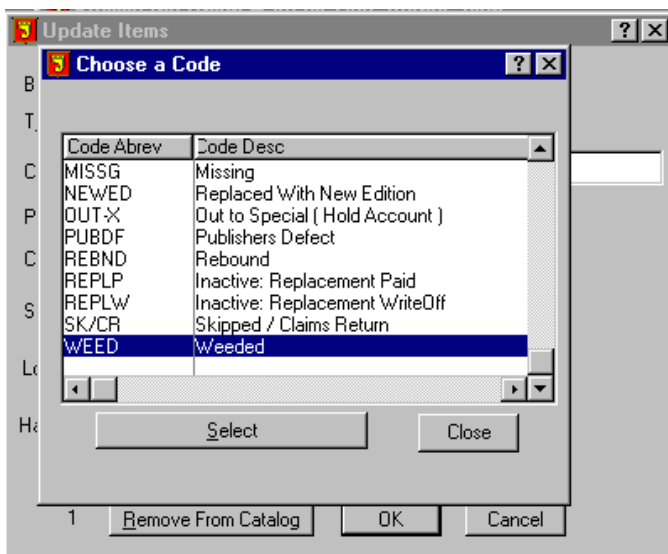 Update Items
Choose a Code
B
T
C
P
C
S
Lo
Ha
Code Abrev Code Desc
MISSG Missing
NEWED Replaced With New Edition
OUT-X Out to Special ( Hold Account )
PUBDF Publishers Defect
REBND Rebound
REPLP Inactive: Replacement Paid
REPLW Inactive: Replacement WriteOff
SK/CR Skipped / Claims Return
WEED Weeded
Select Close
1 Remove From Catalog OK Cancel